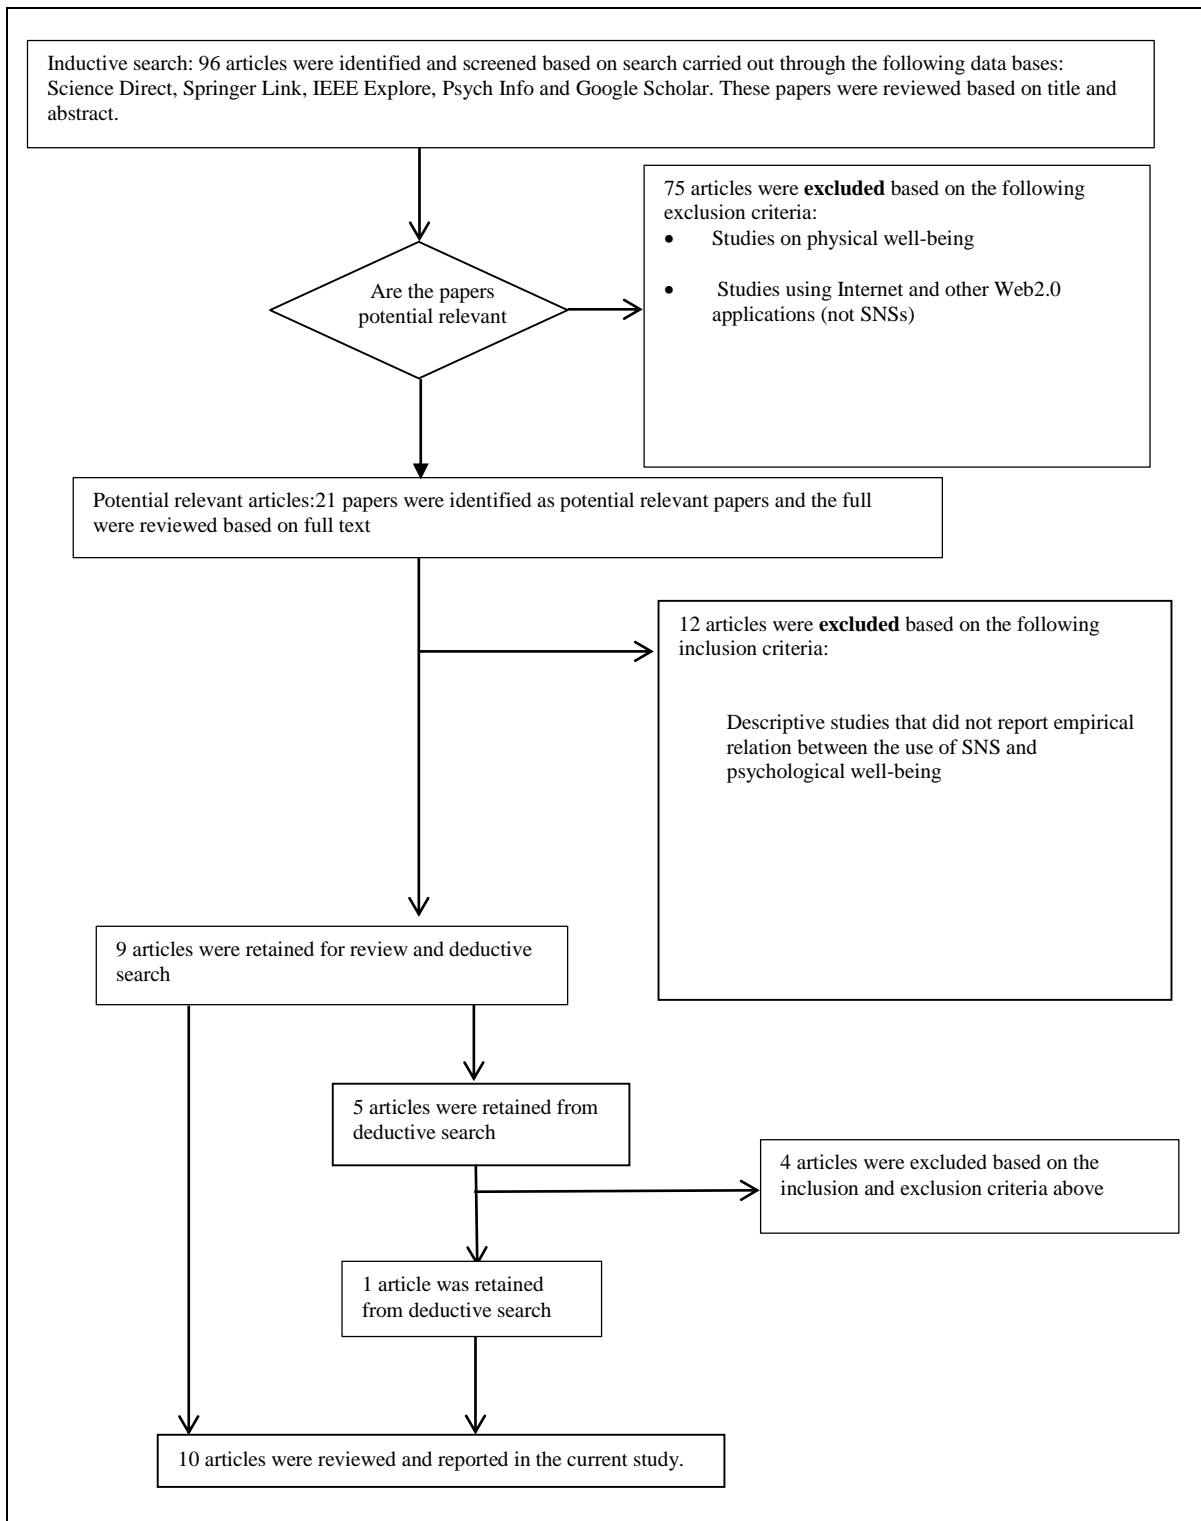 Inductive search: 96 articles were identified and screened based on search carried out through the following data bases:
Science Direct, Springer Link, IEEE Explore, Psych Info and Google Scholar. These papers were reviewed based on title and
abstract.
75 articles were excluded based on the following
exclusion criteria:
• Studies on physical well-being
• Studies using Internet and other Web2.0
applications (not SNSs)
Are the papers
potential relevant
Potential relevant articles:21 papers were identified as potential relevant papers and the full
were reviewed based on full text
12 articles were excluded based on the following
inclusion criteria:
Descriptive studies that did not report empirical
relation between the use of SNS and
psychological well-being
9 articles were retained for review and deductive
search
5 articles were retained from
deductive search
4 articles were excluded based on the
inclusion and exclusion criteria above
1 article was retained
from deductive search
10 articles were reviewed and reported in the current study.